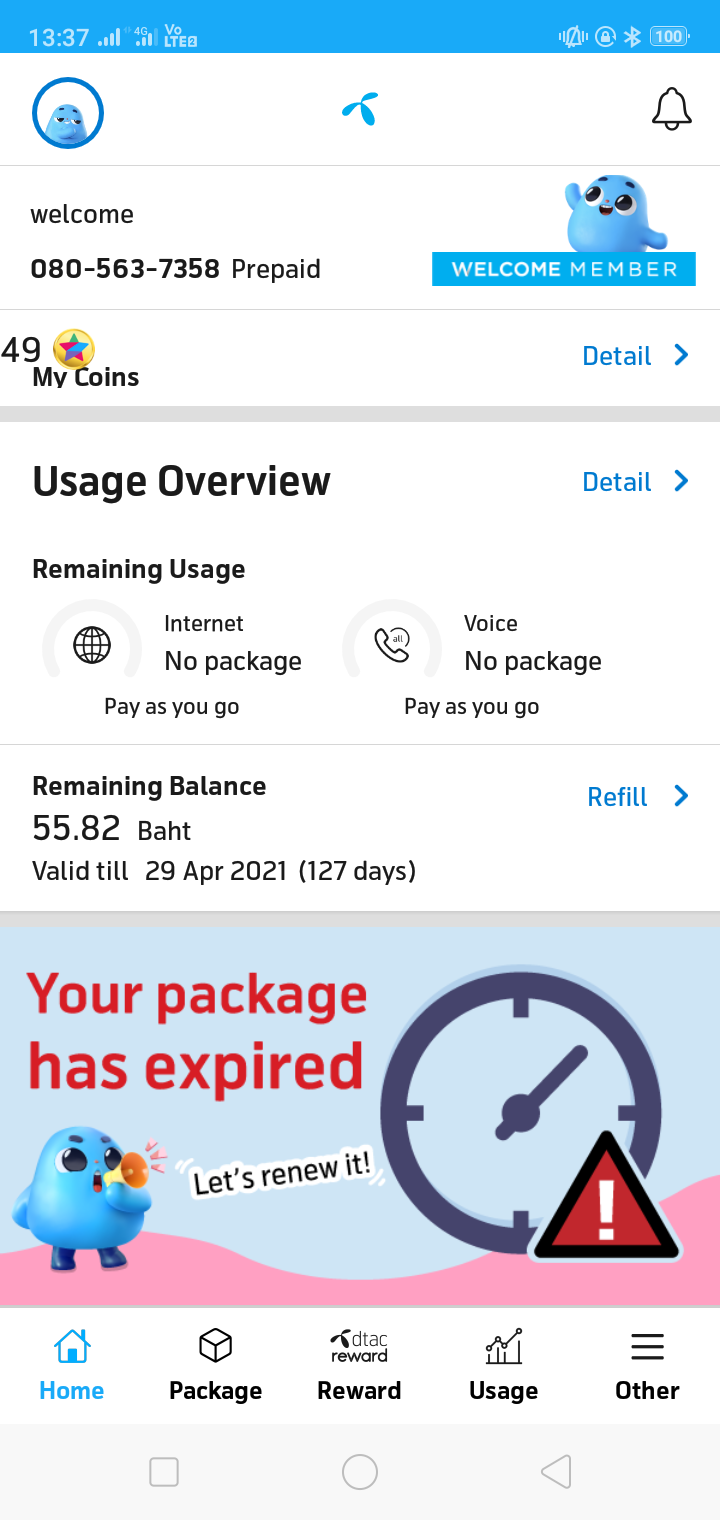 13:37 4G Vo LTE2 100
welcome
080-563-7358 Prepaid
WELCOME MEMBER
49
My Coins
Detail
Usage Overview
Detail
Remaining Usage
Internet
No package
Pay as you go
all
Voice
No package
Pay as you go
Remaining Balance
55.82 Baht
Refill
Valid till 29 Apr 2021 (127 days)
Your package
has expired
Let's renew it!
dtac
reward
Home
Package
Reward
Usage
Other